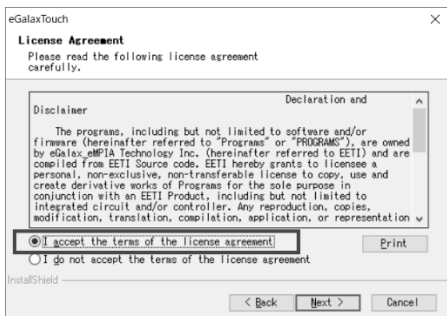 eGalaxTouch
License Agreement
Please read the following license agreement
carefully.
Declaration and
Disclaimer
The programs, including but not limited to software and/or
firmware (hereinafter referred to "Programs" or "PROGRAMS"), are owned
by eGalax_eMPIA Technology Inc. (hereinafter referred to EETI) and are
compiled from EETI Source code. EETI hereby grants to licensee a
personal, non-exclusive, non-transferable license to copy, use and
create derivative works of Programs for the sole purpose in
conjunction with an EETI Product, including but not limited to
integrated circuit and/or controller. Any reproduction, copies,
modification, translation, compilation, application, or representation
I accept the terms of the license agreement
Print
I do not accept the terms of the license agreement
InstallShield
< Back Next > Cancel